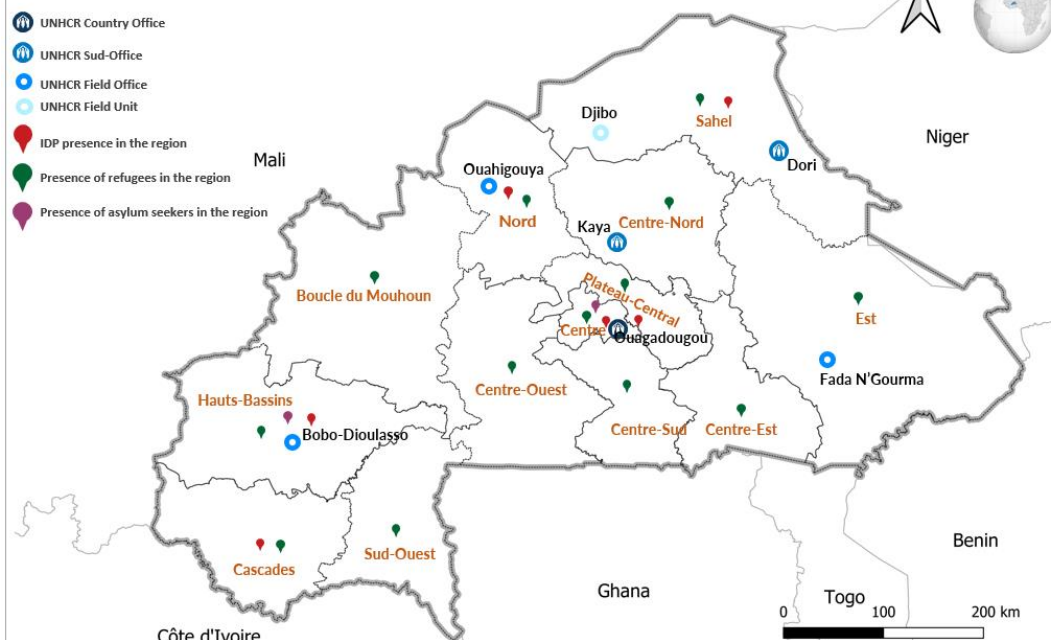 UNHCR Country Office
UNHCR Sud-Office
UNHCR Field Office
UNHCR Field Unit
IDP presence in the region
Presence of refugees in the region
Presence of asylum seekers in the region
Mali
Niger
Djibo
Sahel
Dori
Ouahigouya
Nord
Kaya
Centre-Nord
Boucle du Mouhoun
Plateau-Central
Centre
Ouagadougou
Est
Fada N'Gourma
Centre-Ouest
Hauts-Bassins
Bobo-Dioulasso
Centre-Sud
Centre-Est
Sud-Ouest
Cascades
Benin
Ghana
Togo
0 100 200 km
Côte d'Ivoire